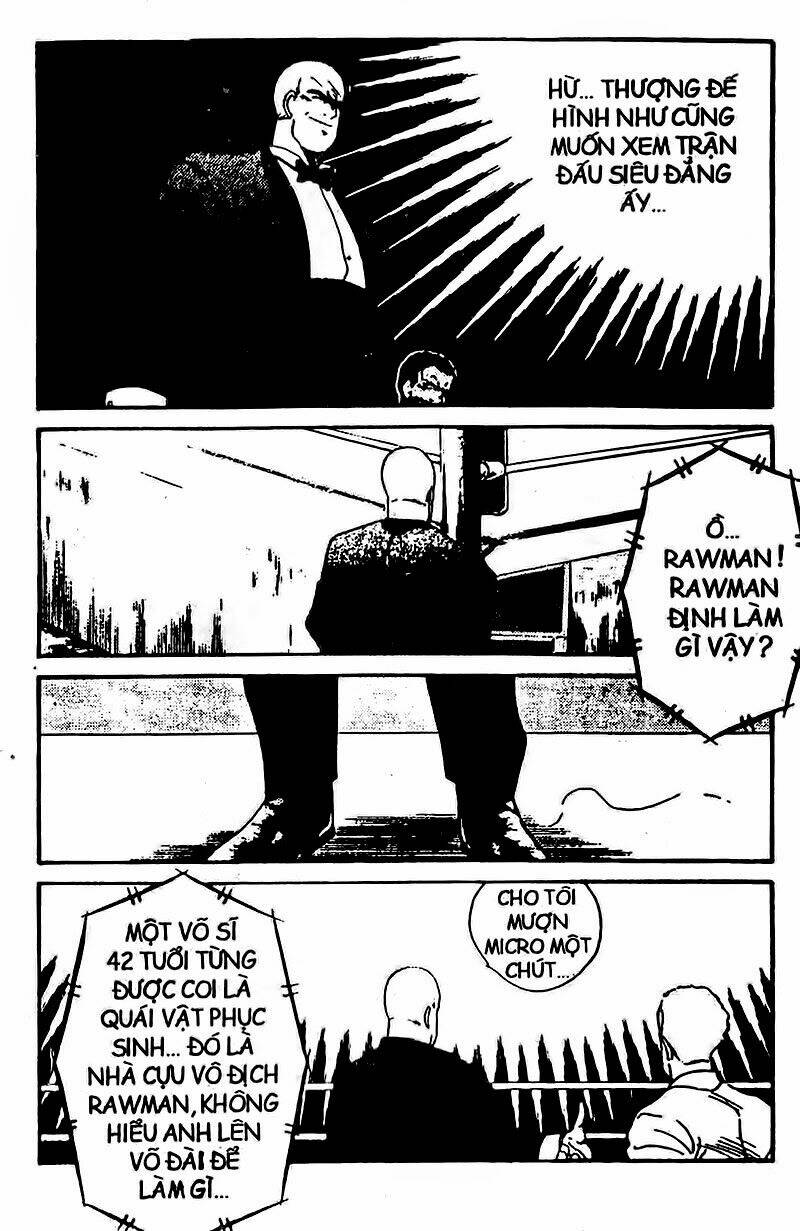 HỪ... THƯỢNG ĐẾ
HÌNH NHƯ CŨNG
MUỐN XEM TRẬN
ĐẤU SIÊU ĐẲNG
ẤY...
Ồ...
RAWMAN!
RAWMAN
ĐỊNH LÀM
GÌ VẬY?
CHO TÔI
MƯỢN
MICRO MỘT
CHÚT....
MỘT VÕ SĨ
42 TUỔI TỪNG
ĐƯỢC COI LÀ
QUÁI VẬT PHỤC
SINH... ĐÓ LÀ
NHÀ CỰU VÔ ĐỊCH
RAWMAN, KHÔNG
HIỂU ANH LÊN
VÕ ĐÀI ĐỂ
LÀM GÌ...